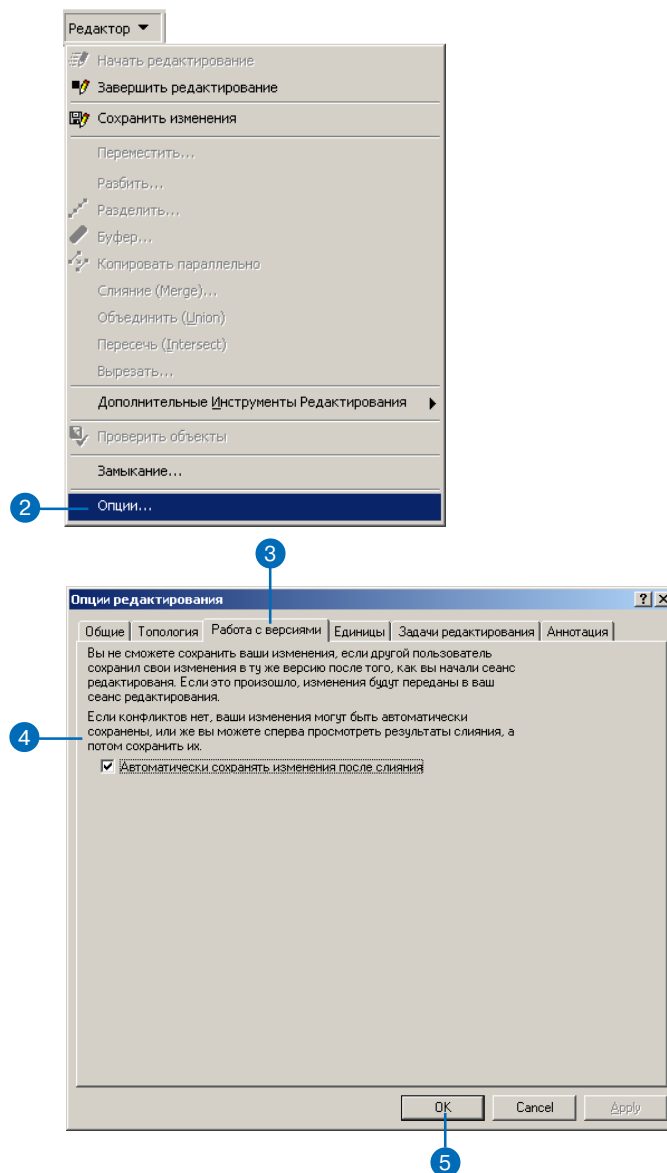 Редактор
Начать редактирование
Завершить редактирование
Сохранить изменения
Переместить...
Разбить...
Разделить...
Буфер...
Копировать параллельно
Слияние (Merge)...
Объединить (Union)
Пересечь (Intersect)
Вырезать...
Дополнительные Инструменты Редактирования
Проверить объекты
Замыкание...
2
Опции...
3
Опции редактирования
Общие Топология Работа с версиями Единицы Задачи редактирования Аннотация
Вы не сможете сохранить ваши изменения, если другой пользователь
сохранил свои изменения в ту же версию после того, как вы начали сеанс
редактированя. Если это произошло, изменения будут переданы в ваш
сеанс редактирования.
Если конфликтов нет, ваши изменения могут быть автоматически
4
сохранены, или же вы можете сперва просмотреть результаты слияния, а
потом сохранить их.
Автоматически сохранять изменения после слияния
OK Cancel Apply
5